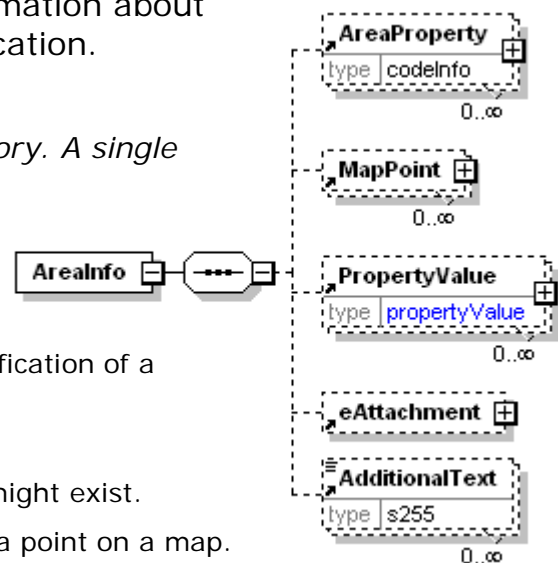 mation about
cation.
ory. A single
fication of a
night exist.
a point on a map.
AreaInfo
AreaProperty
type codeInfo
0..∞
MapPoint
0..∞
PropertyValue
type propertyValue
0..∞
eAttachment
AdditionalText
type s255
0..∞